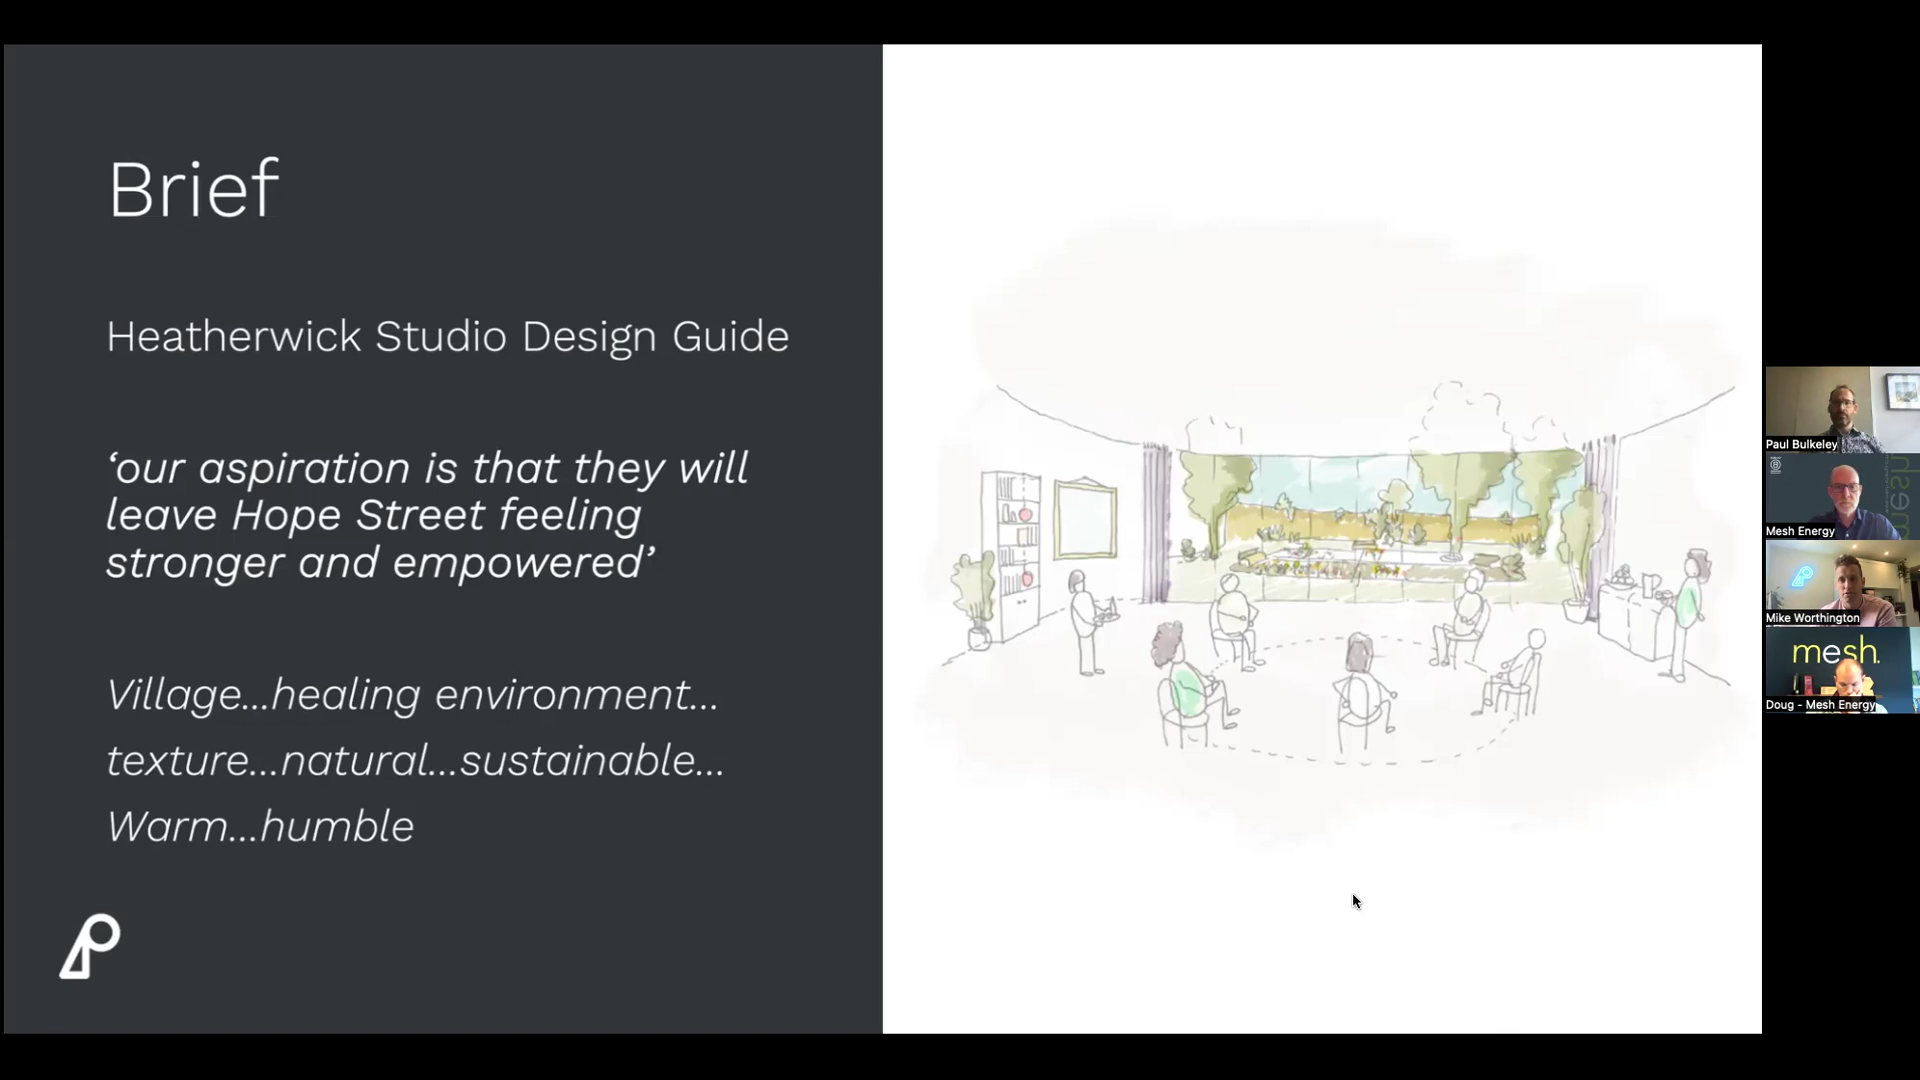 Brief
Heatherwick Studio Design Guide
‘our aspiration is that they will
leave Hope Street feeling
stronger and empowered’
Village...healing environment...
texture...natural...sustainable...
Warm...humble
Paul Bulkeley
mesh
Mesh Energy
Mike Worthington
mesh.
Doug - Mesh Energy